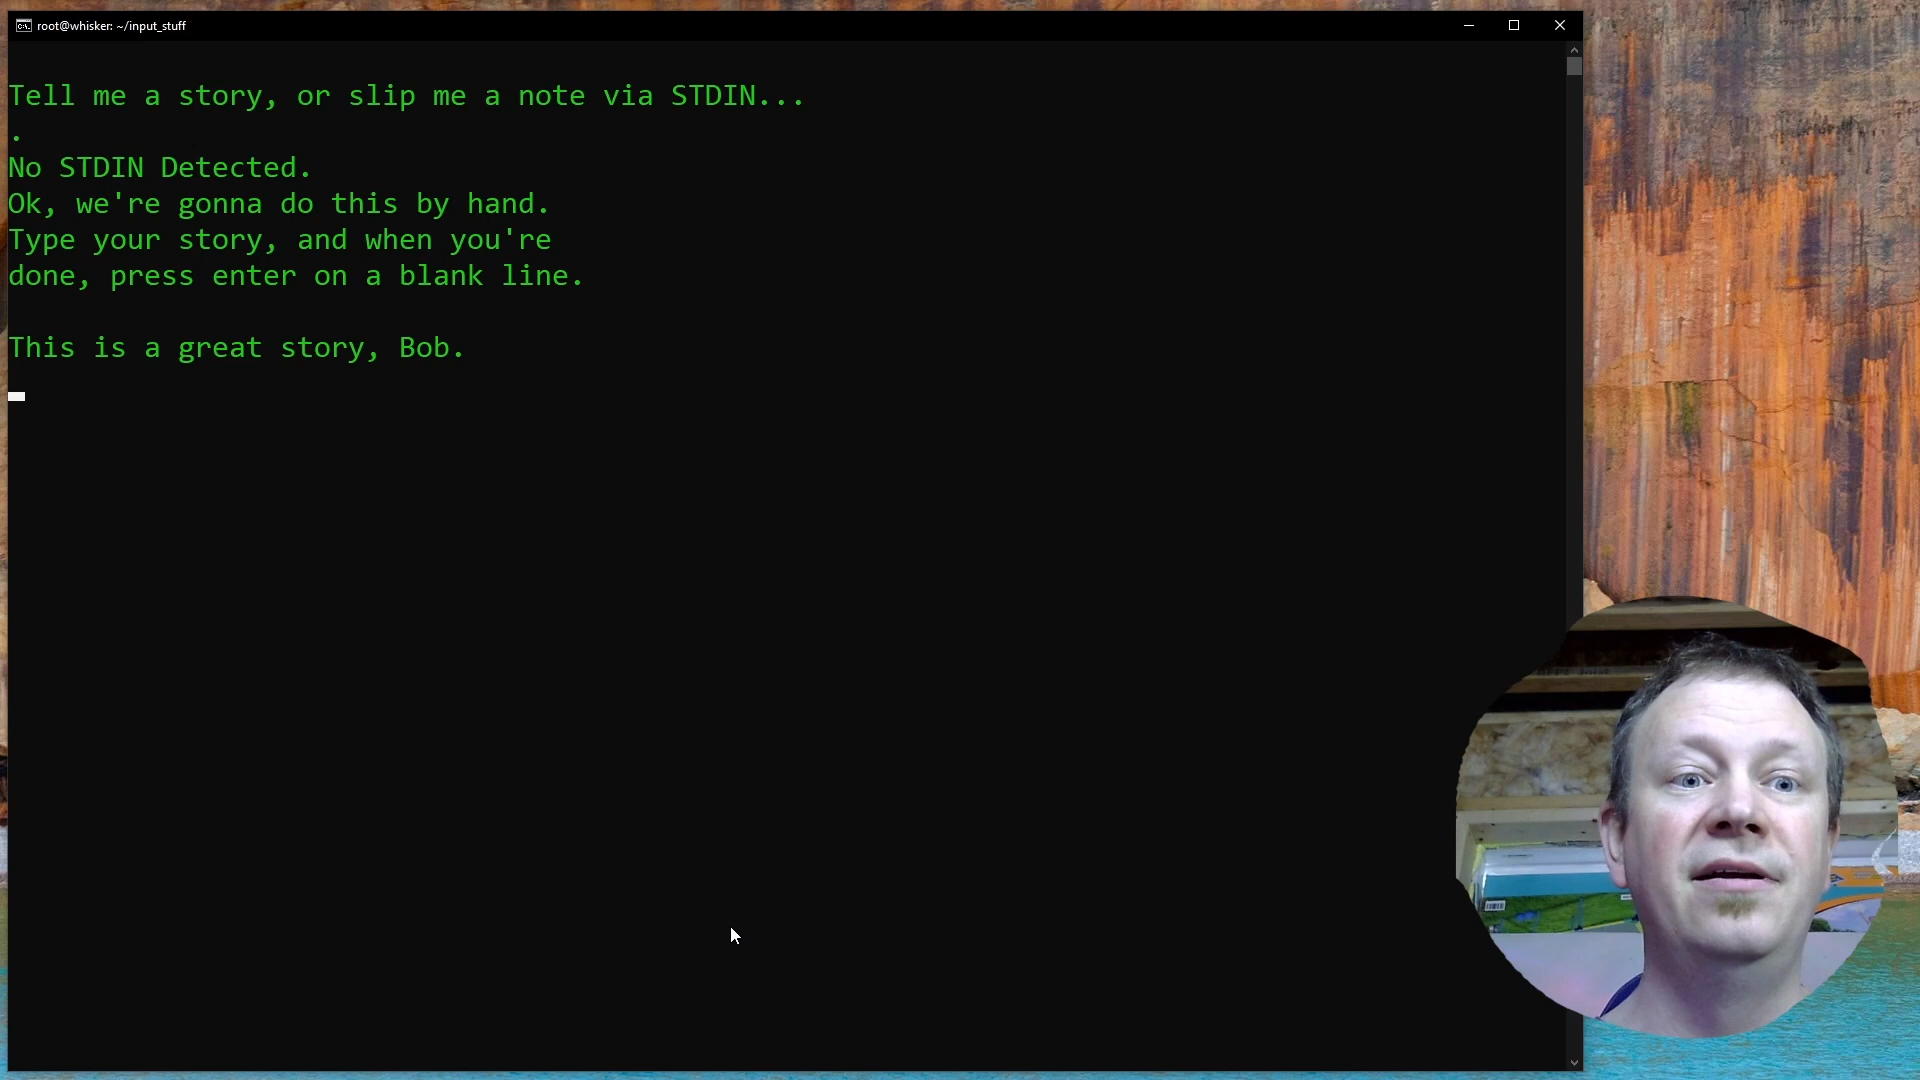 root@whisker: ~/input_stuff
Tell me a story, or slip me a note via STDIN...
.
No STDIN Detected.
Ok, we're gonna do this by hand.
Type your story, and when you're
done, press enter on a blank line.
This is a great story, Bob.